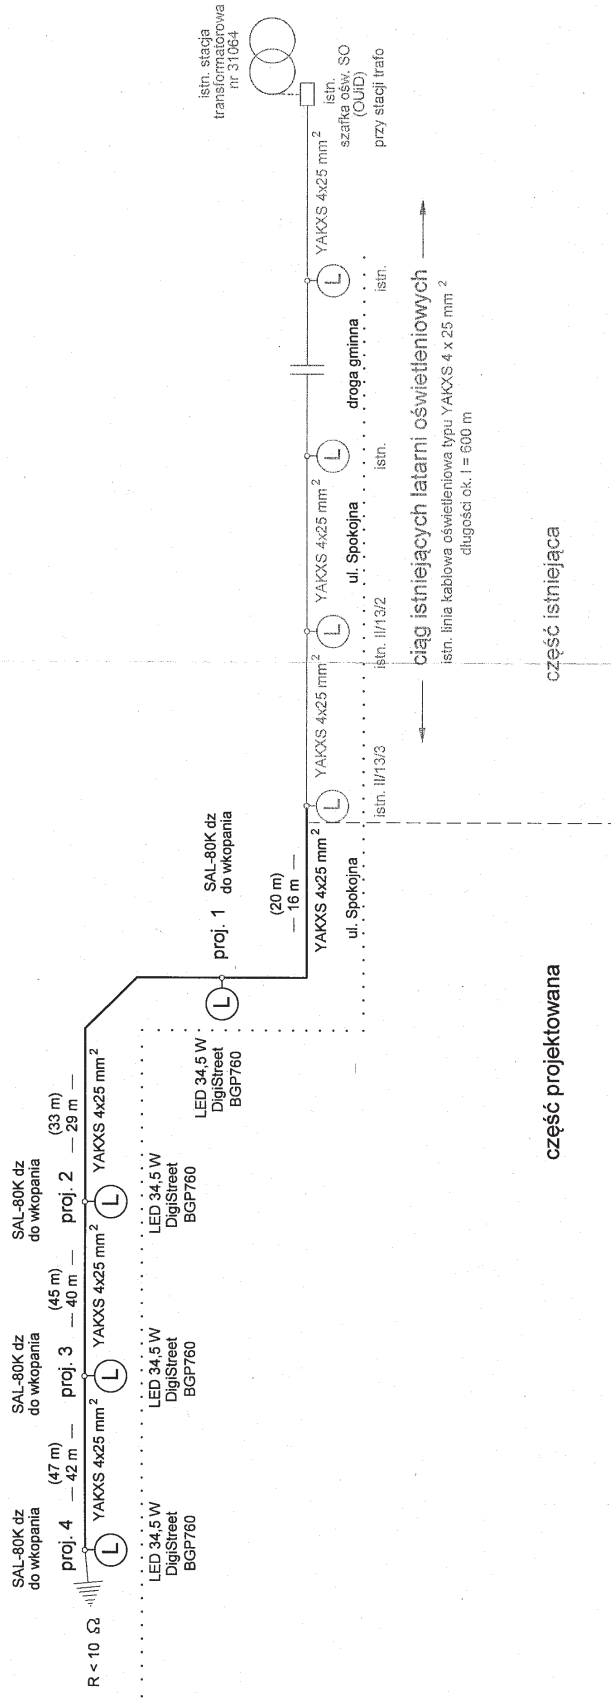 SAL-80K dz
do wkopania
SAL-80K dz
do wkopania
SAL-80K dz
do wkopania
proj. 4
(47 m)
— 42 m —
proj. 3
(45 m)
— 40 m —
proj. 2
(33 m)
— 29 m —
R < 10 Ω
L
YAKXS 4x25 mm²
L
YAKXS 4x25 mm²
L
YAKXS 4x25 mm²
LED 34,5 W
DigiStreet
BGP760
LED 34,5 W
DigiStreet
BGP760
LED 34,5 W
DigiStreet
BGP760
LED 34,5 W
DigiStreet
BGP760
L
proj. 1
SAL-80K dz
do wkopania
(20 m)
— 16 m —
YAKXS 4x25 mm²
ul. Spokojna
L
YAKXS 4x25 mm²
L
YAKXS 4x25 mm²
L
L
YAKXS 4x25 mm²
ul. Spokojna
droga gminna
istn. II/13/3
istn. II/13/2
istn.
istn.
istn. stacja
transformatorowa
nr 31064
istn.
szafka ośw. SO
(OUiD)
przy stacji trafo
ciąg istniejących latarni oświetleniowych
istn. linia kablowa oświetleniowa typu YAKXS 4 x 25 mm²
długości ok. l = 600 m
część projektowana
część istniejąca